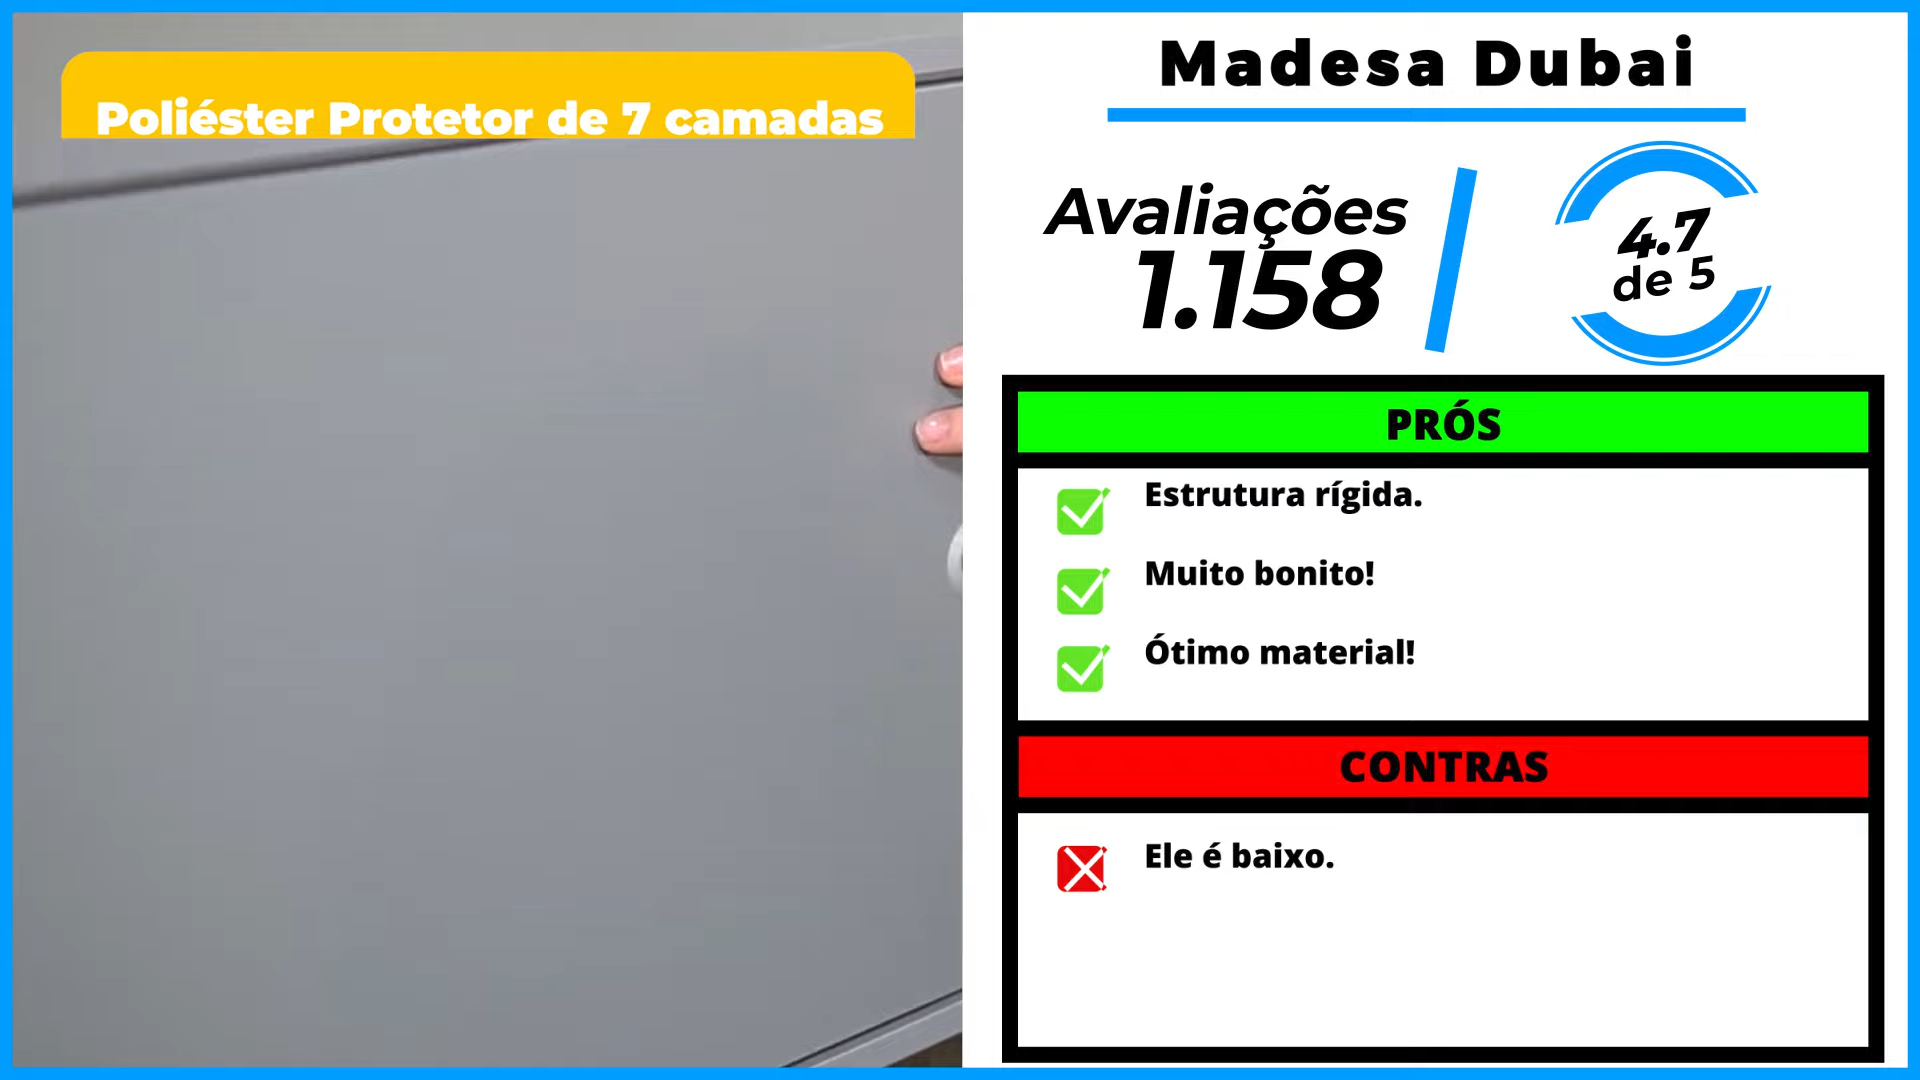 Poliéster Protetor de 7 camadas
Madesa Dubai
Avaliações
1.158
4.7
de 5
PRÓS
Estrutura rígida.
Muito bonito!
Ótimo material!
CONTRAS
Ele é baixo.